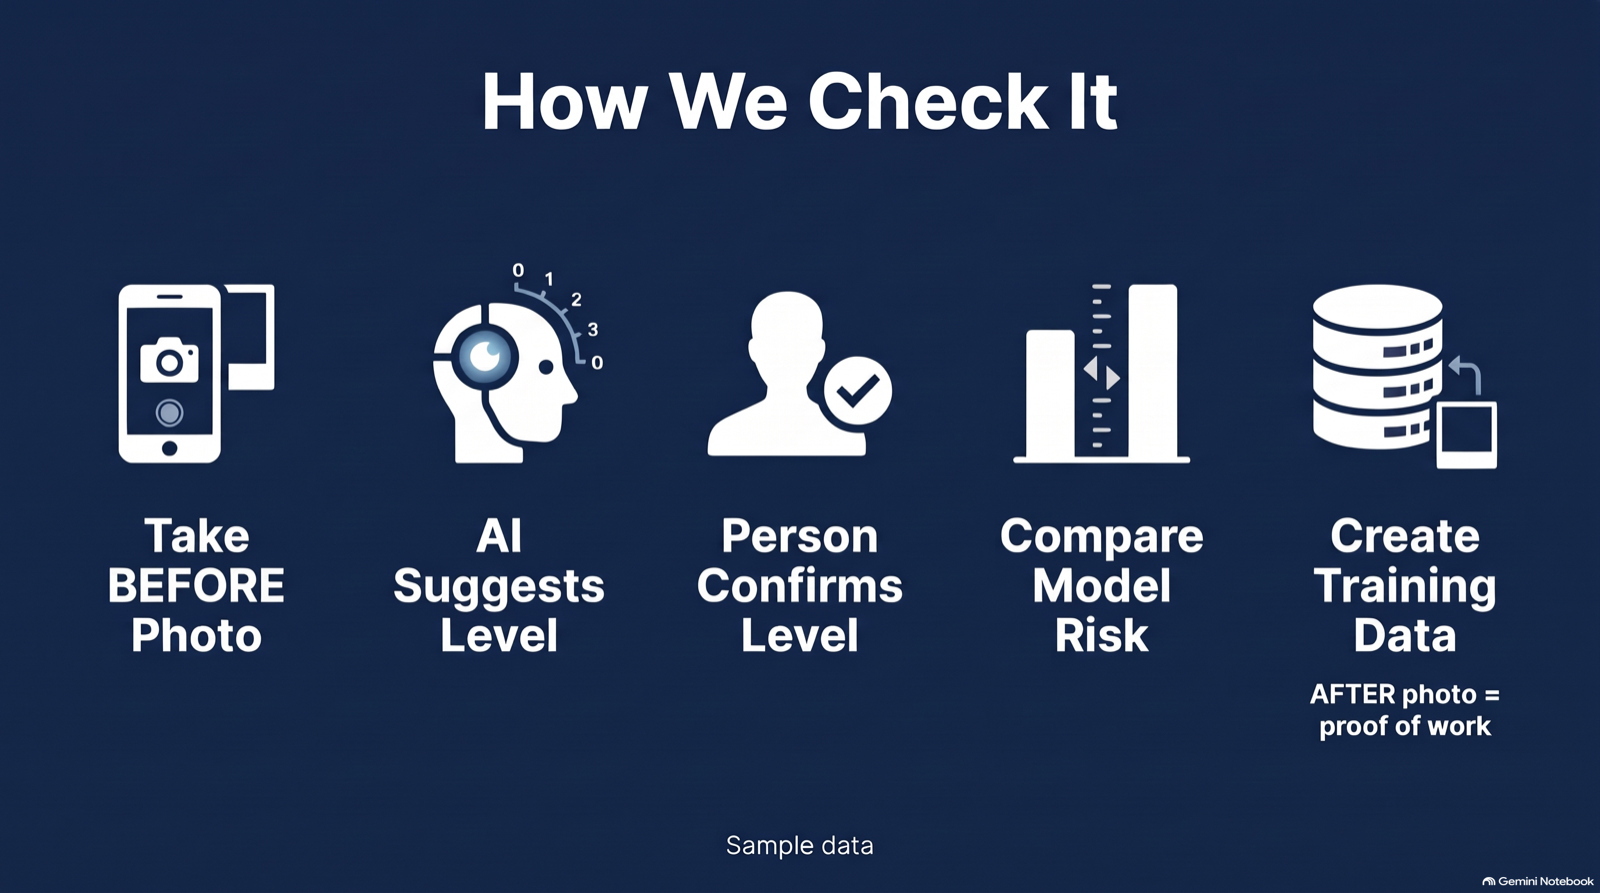 How We Check It
0
1
2
3
0
Take
BEFORE
Photo
AI
Suggests
Level
Person
Confirms
Level
Compare
Model
Risk
Create
Training
Data
AFTER photo =
proof of work
Sample data
Gemini Notebook